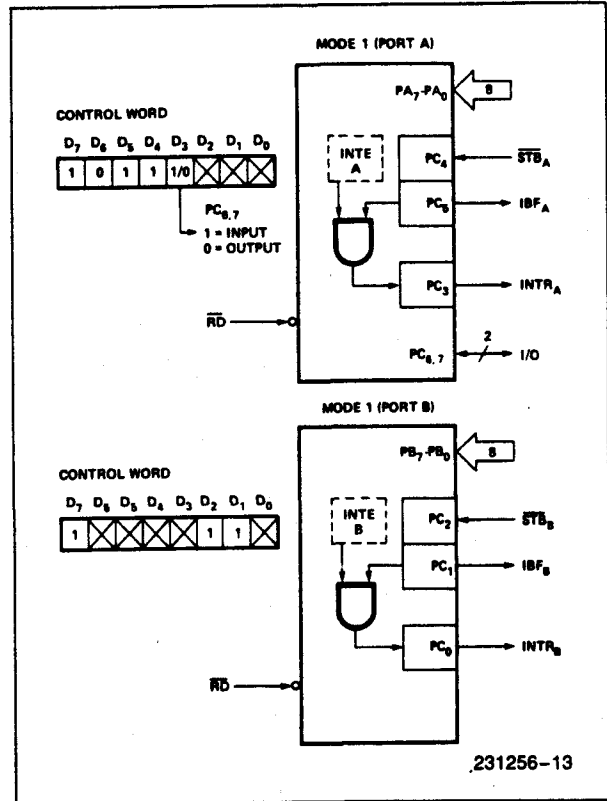 MODE 1 (PORT A)
PA7-PA0
8
CONTROL WORD
D7 D6 D5 D4 D3 D2 D1 D0
1 0 1 1 1/0
PC6,7
1 = INPUT
0 = OUTPUT
INTE
A
PC4
STBA
PC5
IBFA
PC3
INTRA
RD
PC6,7
2
I/O
MODE 1 (PORT B)
PB7-PB0
8
CONTROL WORD
D7 D6 D5 D4 D3 D2 D1 D0
1 1 1
INTE
B
PC2
STBB
PC1
IBFB
PC0
INTRB
RD
231256-13